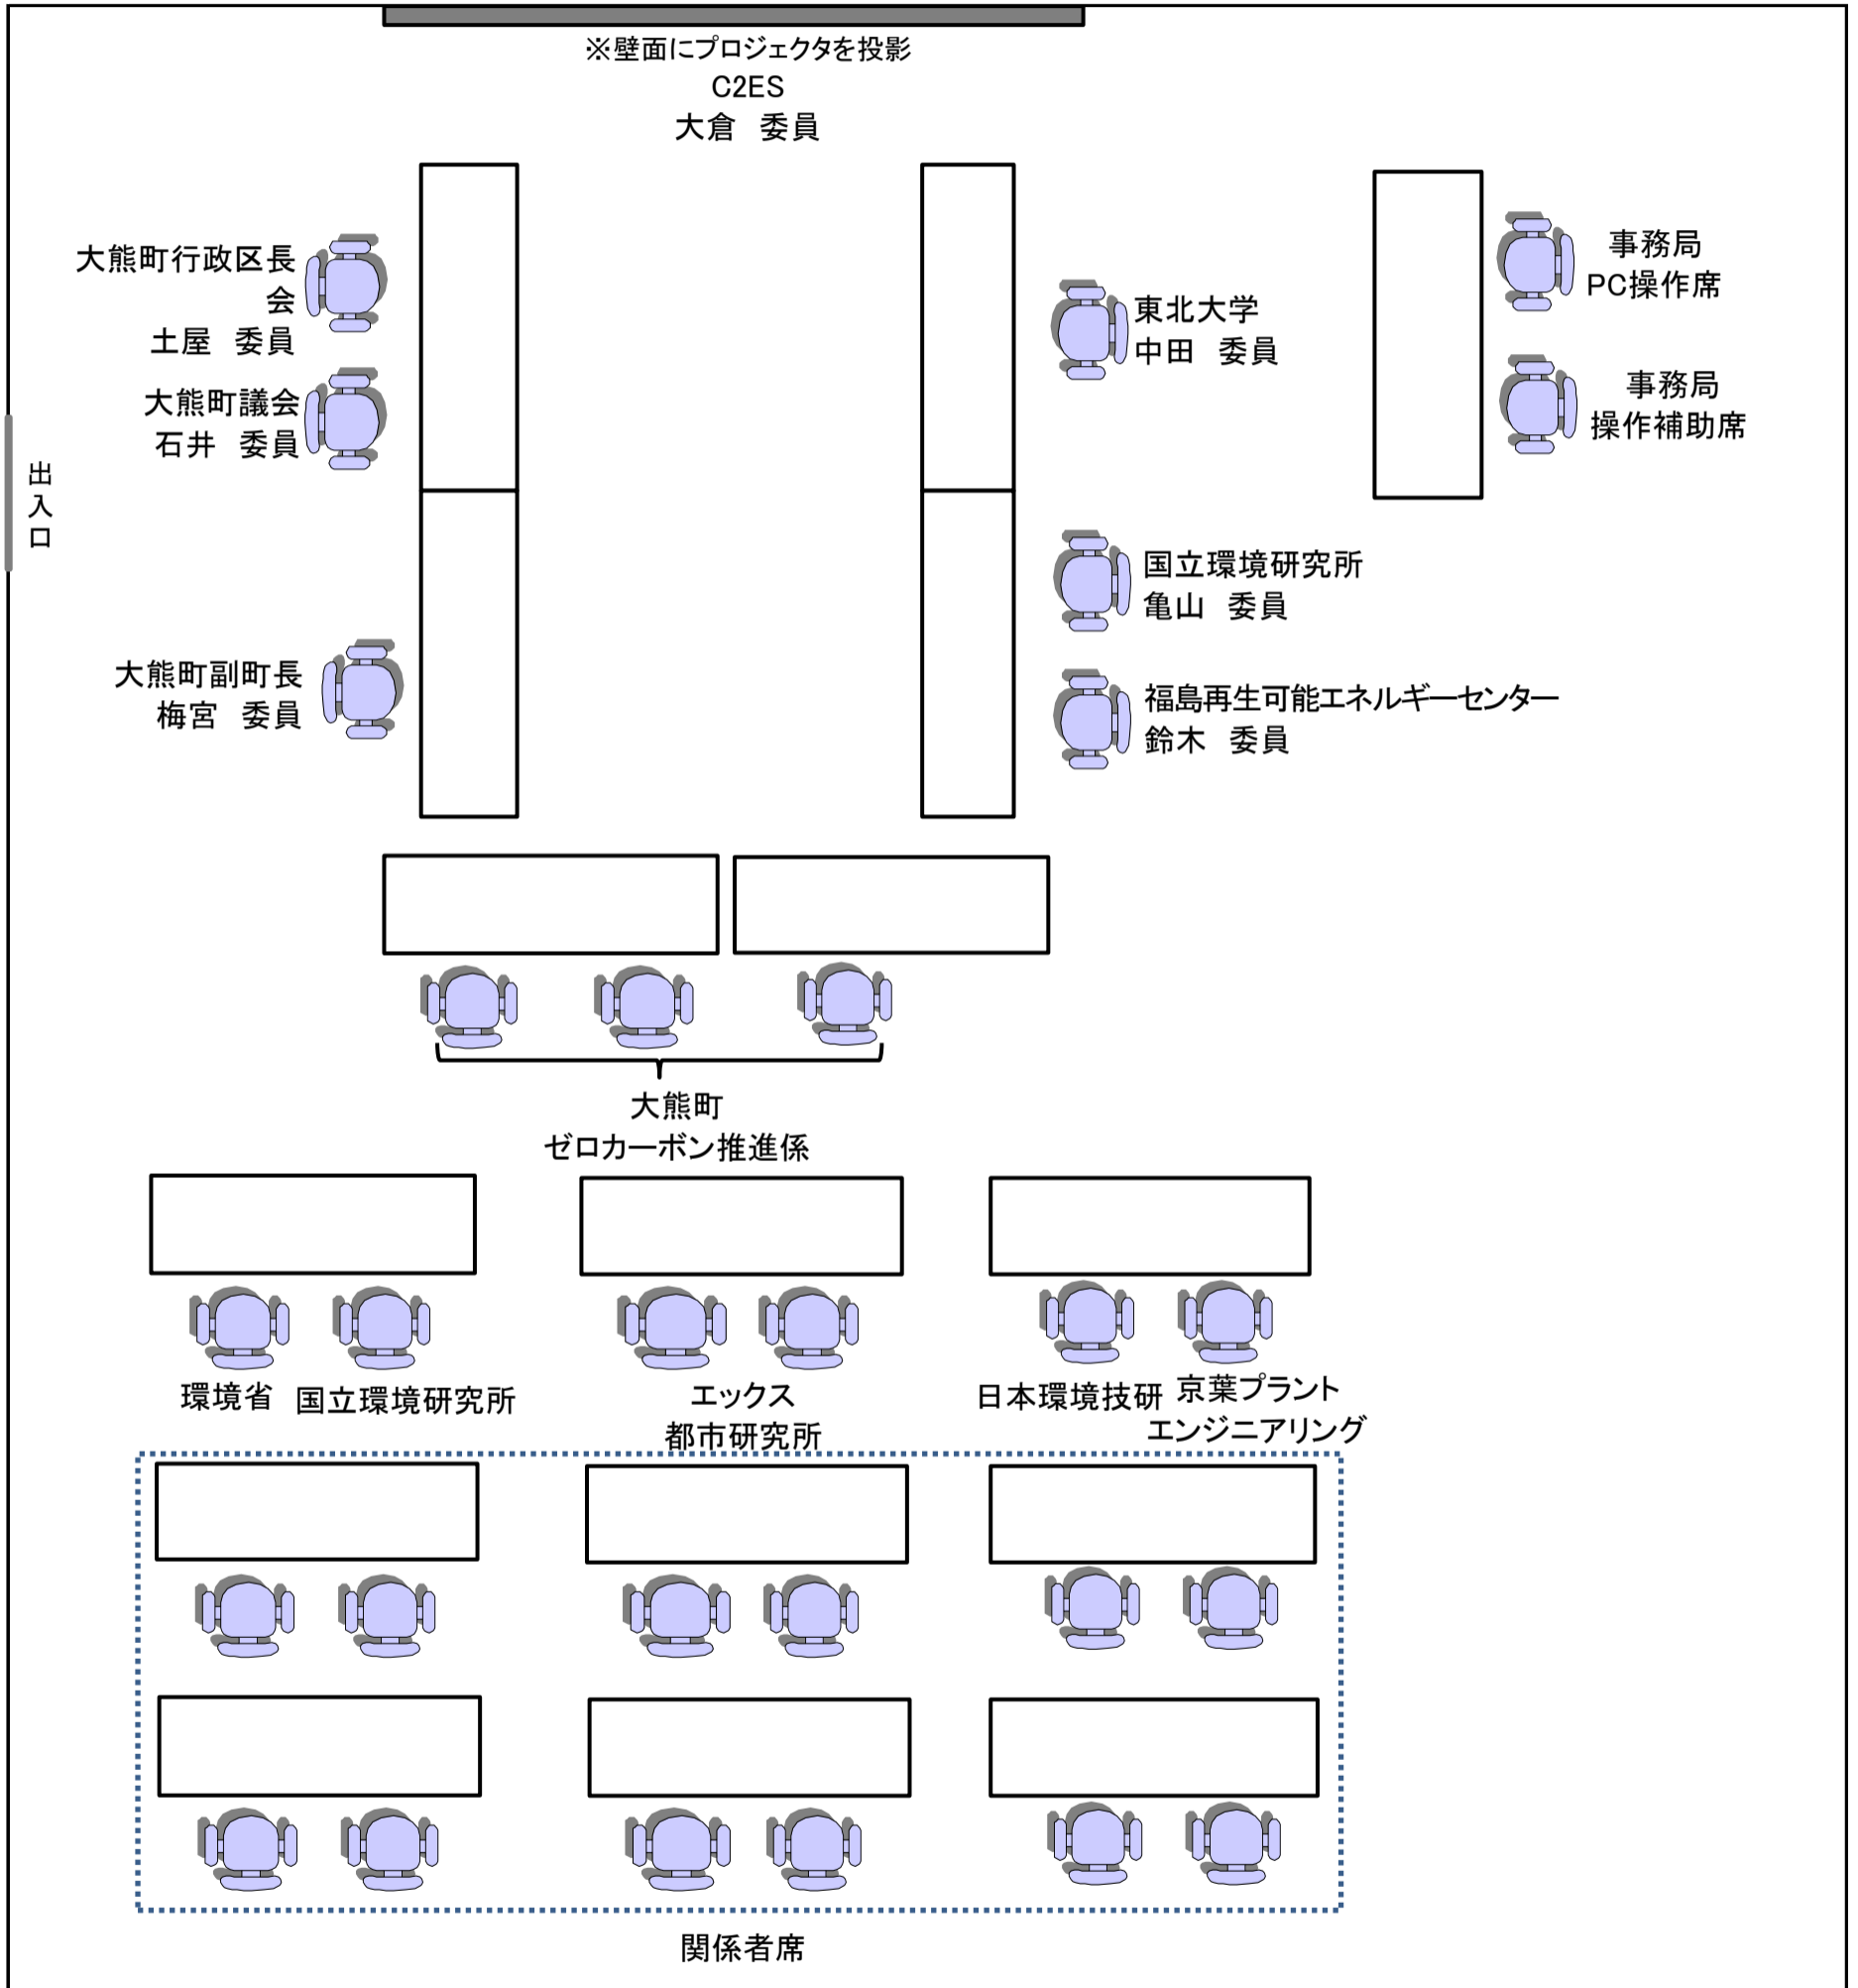 ※壁面にプロジェクタを投影
C2ES
大倉　委員
大熊町行政区長
会
土屋　委員
大熊町議会
石井　委員
出
入
口
大熊町副町長
梅宮　委員
東北大学
中田　委員
国立環境研究所
亀山　委員
福島再生可能エネルギーセンター
鈴木　委員
事務局
PC操作席
事務局
操作補助席
大熊町
ゼロカーボン推進係
環境省
国立環境研究所
エックス
都市研究所
日本環境技研
京葉プラント
エンジニアリング
関係者席